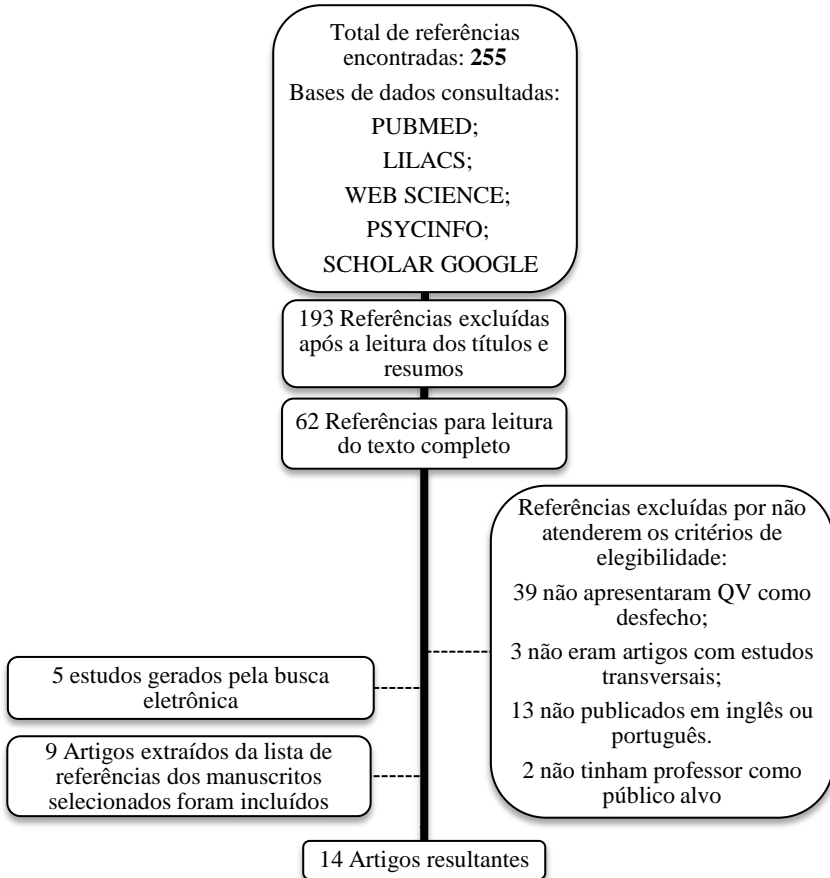 Total de referências
encontradas: 255
Bases de dados consultadas:
PUBMED;
LILACS;
WEB SCIENCE;
PSYCINFO;
SCHOLAR GOOGLE
193 Referências excluídas
após a leitura dos títulos e
resumos
62 Referências para leitura
do texto completo
Referências excluídas por não
atenderem os critérios de
elegibilidade:
39 não apresentaram QV como
desfecho;
3 não eram artigos com estudos
transversais;
13 não publicados em inglês ou
português.
2 não tinham professor como
público alvo
5 estudos gerados pela busca
eletrônica
9 Artigos extraídos da lista de
referências dos manuscritos
selecionados foram incluídos
14 Artigos resultantes